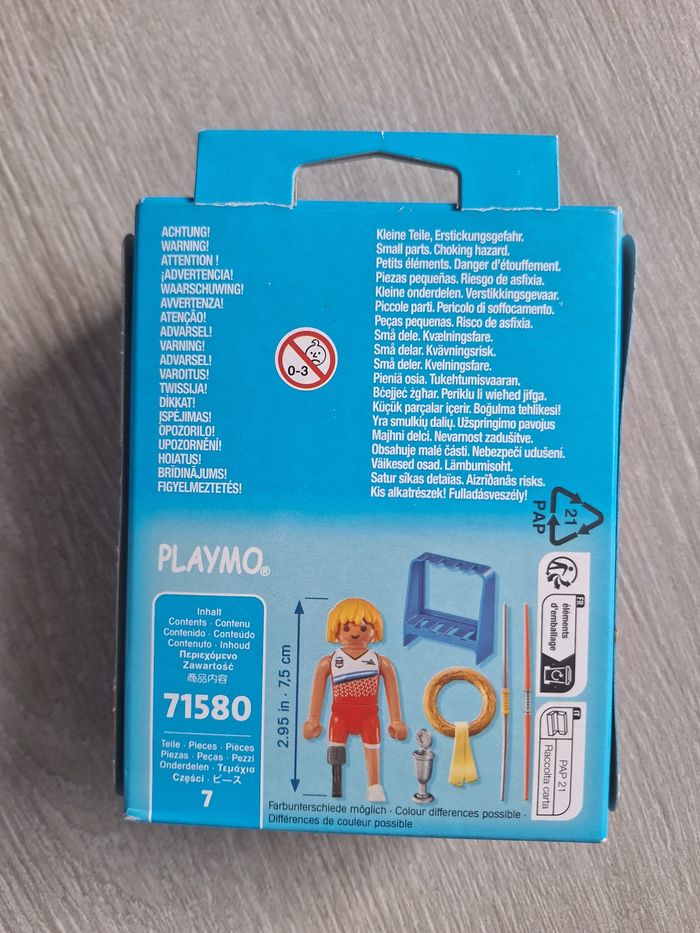 ACHTUNG!
WARNING!
ATTENTION !
¡ADVERTENCIA!
WAARSCHUWING!
AVVERTENZA!
ATENÇÃO!
ADVARSEL!
VARNING!
ADVARSEL!
VAROITUS!
TWISSIJA!
DİKKAT!
ĮSPĖJIMAS!
OPOZORILO!
UPOZORNĚNÍ!
HOIATUS!
BRĪDINĀJUMS!
FIGYELMEZTETÉS!
Kleine Teile, Erstickungsgefahr.
Small parts. Choking hazard.
Petits éléments. Danger d'étouffement.
Piezas pequeñas. Riesgo de asfixia.
Kleine onderdelen. Verstikkingsgevaar.
Piccole parti. Pericolo di soffocamento.
Peças pequenas. Risco de asfixia.
Små dele. Kvælningsfare.
Små delar. Kvävningsrisk.
Små deler. Kvelningsfare.
Pieniä osia. Tukehtumisvaaran.
Bċejjeċ żgħar. Periklu li wieħed jifga.
Küçük parçalar içerir. Boğulma tehlikesi!
Yra smulkių dalių. Užspringimo pavojus
Majhni delci. Nevarnost zadušitve.
Obsahuje malé části. Nebezpečí udušení.
Väikesed osad. Lämbumisoht.
Satur sīkas detaļas. Aizrīšanās risks.
Kis alkatrészek! Fulladásveszély!
0-3
21
PAP
PLAYMO®
Inhalt
Contents · Contenu
Contenido · Conteúdo
Contenuto · Inhoud
Περιεχόμενο
Zawartość
商品内容
71580
Teile · Pieces · Pièces
Piezas · Peças · Pezzi
Onderdelen · Τεμάχια
Części · ピース
7
2.95 in · 7,5 cm
FR
éléments
d'emballage
IT
PAP 21
Raccolta carta
Farbunterschiede möglich · Colour differences possible ·
Différences de couleur possible